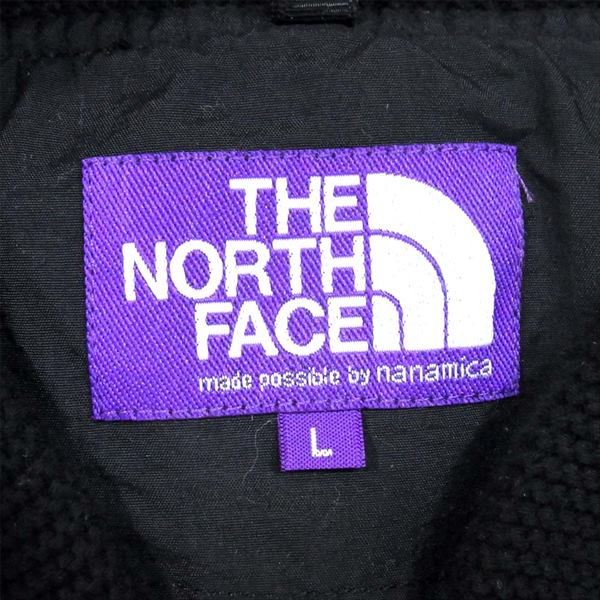 THE
NORTH
FACE
made possible by nanamica
L